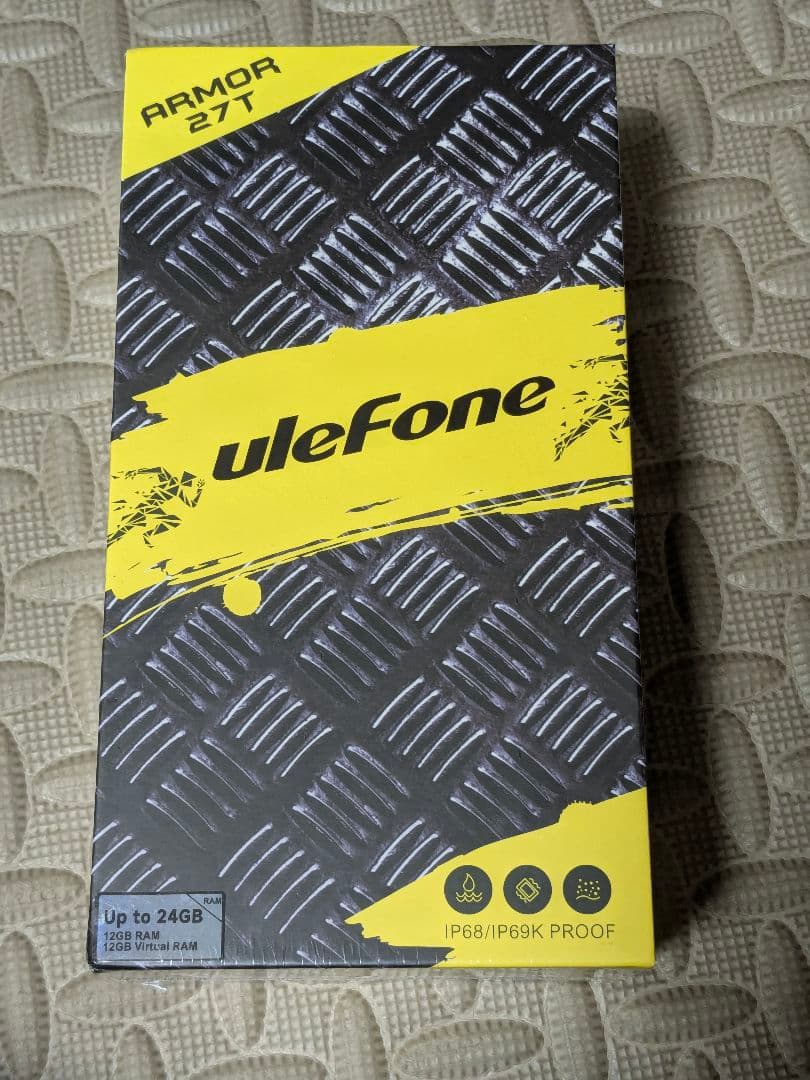 ARMOR
27T
uleFone
RAM
Up to 24GB
12GB RAM
12GB Virtual RAM
IP68/IP69K PROOF